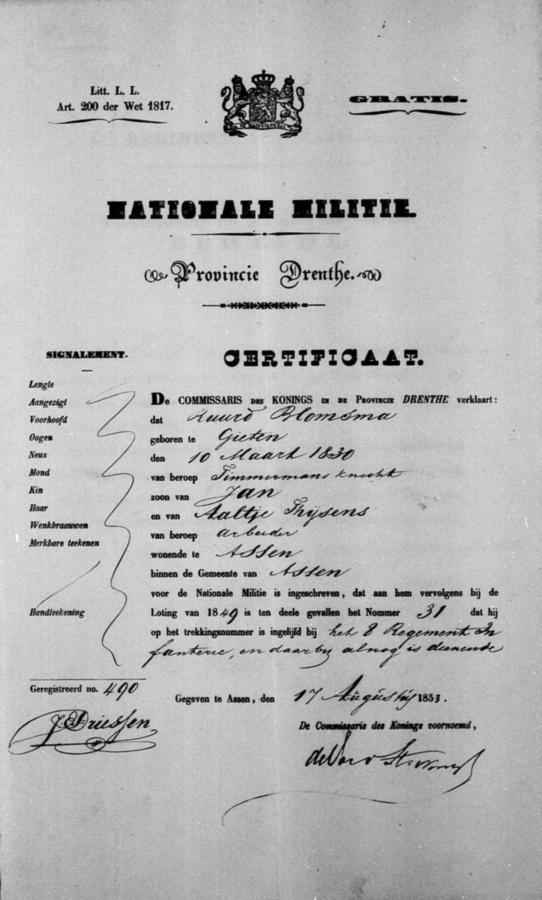 Litt. L. L.
Art. 200 der Wet 1817.
GRATIS.
NATIONALE MILITIE.
Provincie Drenthe.
SIGNALEMENT.
Lengte
Aangezigt
Voorhoofd
Oogen
Neus
Mond
Kin
Haar
Wenkbraauwen
Merkbare teekenen
Handteekening
CERTIFICAAT.
DE COMMISSARIS DES KONINGS IN DE PROVINCIE DRENTHE verklaart:
dat Zuurd Blomsma
geboren te Gieten
den 10 Maart 1830
van beroep Timmermans knecht
zoon van Jan
en van Aaltje Thijsens
van beroep arbeider
wonende te Assen
binnen de Gemeente van Assen
voor de Nationale Militie is ingeschreven, dat aan hem vervolgens bij de
Loting van 1849 is ten deele gevallen het Nommer 31 dat hij
op het trekkingsnummer is ingelijfd bij het 8 Regement In
fanterie, en daarbij alnog is dienende
Geregistreerd no. 490
J. Driessen
Gegeven te Assen, den 17 Augustus 1853.
De Commissaris des Konings voornoemd,